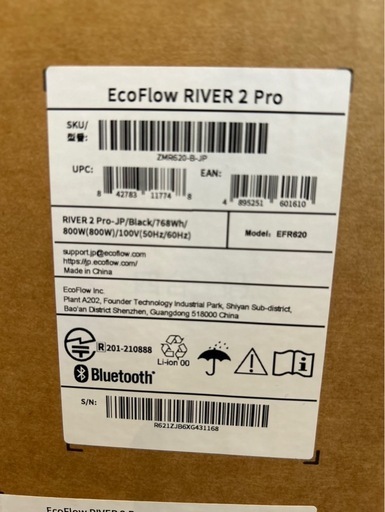 EcoFlow RIVER 2 Pro
SKU/
型番:
ZMR620-B-JP
UPC:
8 42783 11774 8
EAN:
4 895251 601610
RIVER 2 Pro-JP/Black/768Wh/
800W(800W)/100V(50Hz/60Hz)
Model: EFR620
support.jp@ecoflow.com
https://jp.ecoflow.com/
Made in China
EcoFlow Inc.
Plant A202, Founder Technology Industrial Park, Shiyan Sub-district,
Bao'an District Shenzhen, Guangdong 518000 China
R 201-210888
Li-ion 00
Bluetooth®
S/N:
R621ZJB6XG431168